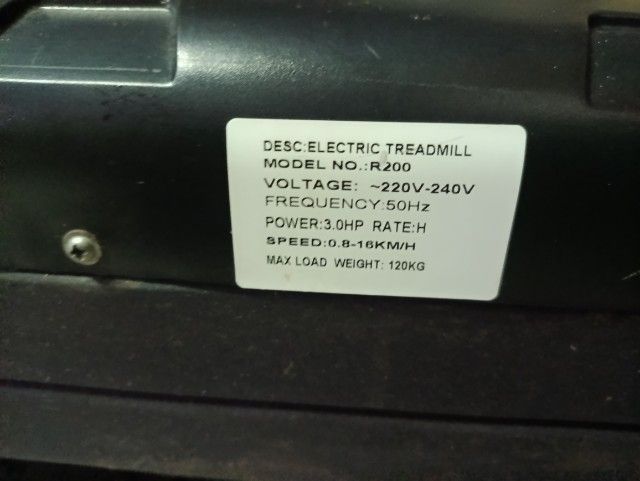 DESC:ELECTRIC TREADMILL
MODEL NO.:R200
VOLTAGE: ~220V-240V
FREQUENCY:50Hz
POWER:3.0HP RATE:H
SPEED:0.8-16KM/H
MAX LOAD WEIGHT: 120KG